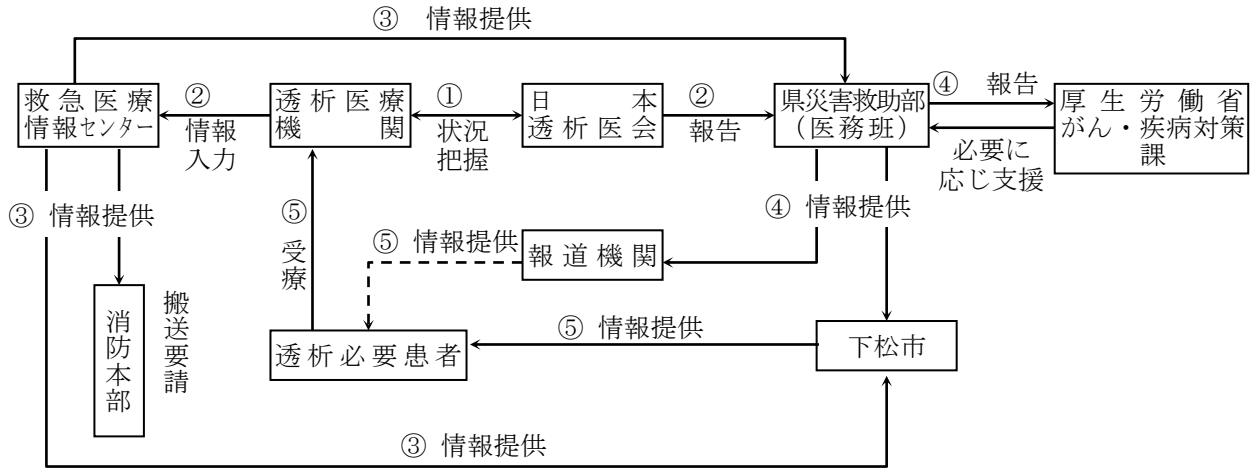 ③ 情報提供
救急医療
情報センター
②
情報
入力
透析医療
機関
①
状況
把握
日本
透析医会
②
報告
県災害救助部
（医務班）
④ 報告
必要に
応じ支援
厚生労働省
がん・疾病対策
課
③ 情報提供
⑤
受療
⑤ 情報提供
報道機関
④ 情報提供
消防本部
搬送要請
透析必要患者
⑤ 情報提供
下松市
③ 情報提供